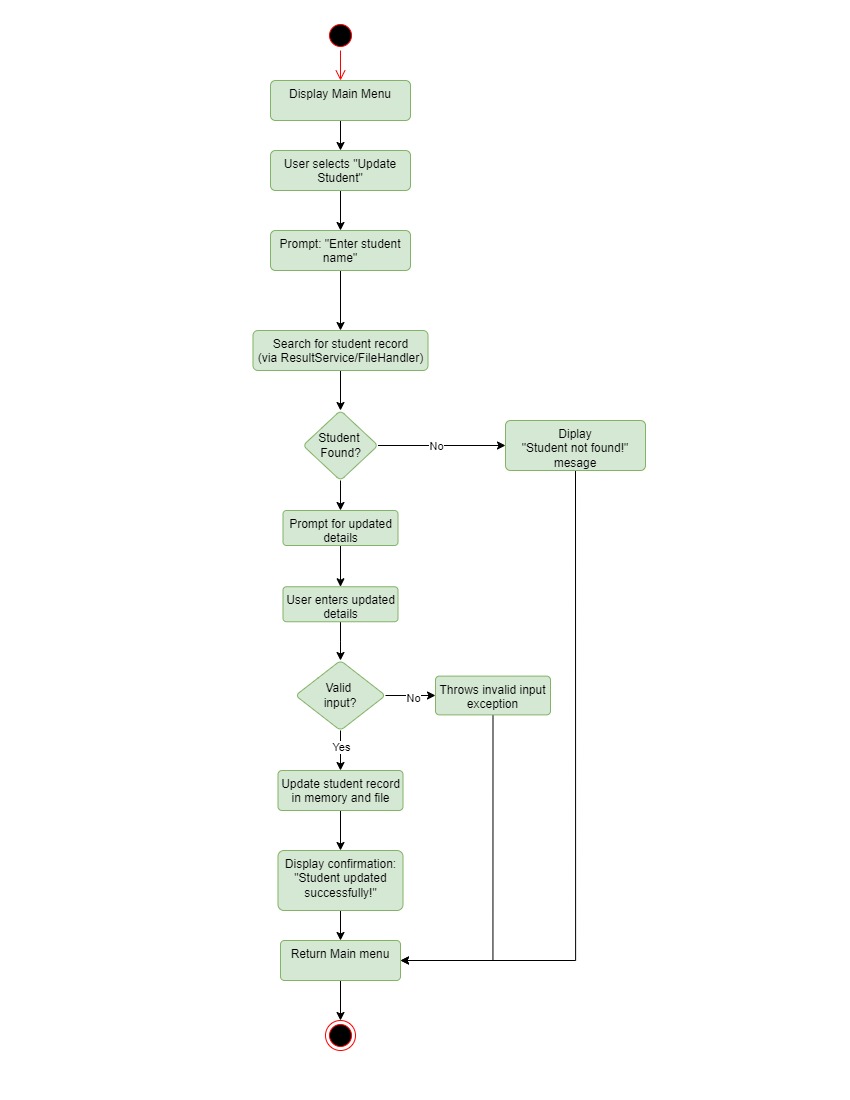 Display Main Menu
User selects "Update
Student"
Prompt: "Enter student
name"
Search for student record
(via ResultService/FileHandler)
Student
Found?
No
Diplay
"Student not found!"
mesage
Prompt for updated
details
User enters updated
details
Valid
input?
No
Throws invalid input
exception
Yes
Update student record
in memory and file
Display confirmation:
"Student updated
successfully!"
Return Main menu